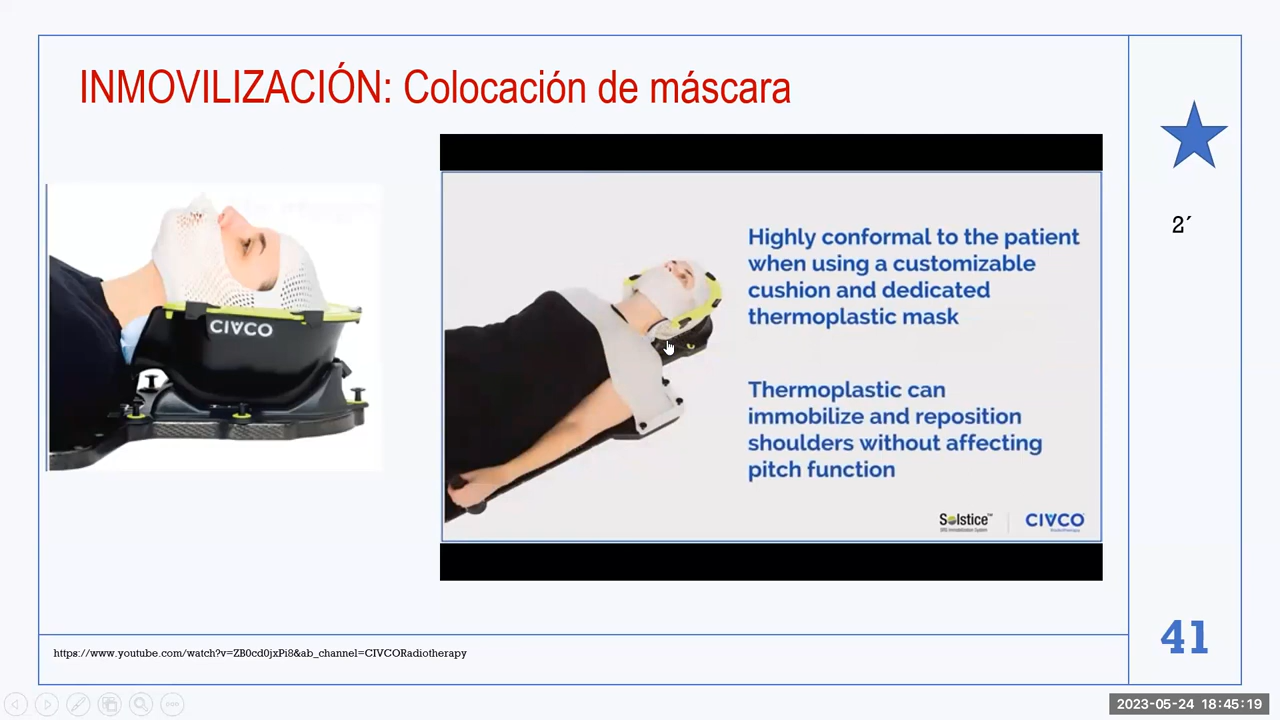 INMOVILIZACIÓN: Colocación de máscara
2´
CIVCO
Highly conformal to the patient
when using a customizable
cushion and dedicated
thermoplastic mask
Thermoplastic can
immobilize and reposition
shoulders without affecting
pitch function
Solstice™
CIVCO
41
https://www.youtube.com/watch?v=ZB0cd0jxPi8&ab_channel=CIVCORadiotherapy
2023-05-24 18:45:19